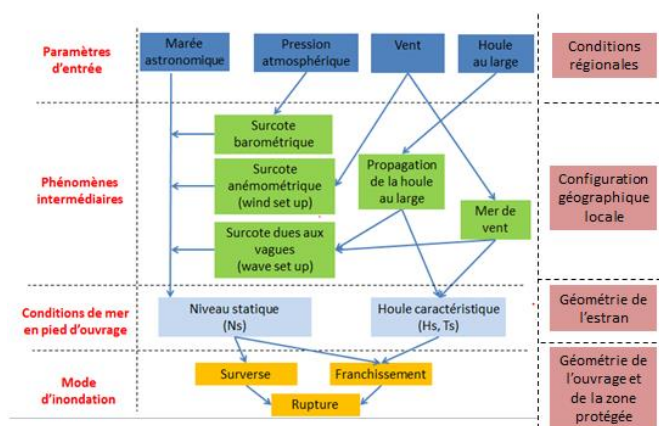 Paramètres
d'entrée
Marée
astronomique
Pression
atmosphérique
Vent
Houle
au large
Conditions
régionales
Phénomènes
intermédiaires
Surcote
barométrique
Surcote
anémométrique
(wind set up)
Surcote dues aux
vagues
(wave set up)
Propagation
de la houle
au large
Mer de
vent
Configuration
géographique
locale
Conditions de mer
en pied d'ouvrage
Niveau statique
(Ns)
Houle caractéristique
(Hs, Ts)
Géométrie de
l'estran
Mode
d'inondation
Surverse
Franchissement
Rupture
Géométrie de
l'ouvrage et
de la zone
protégée